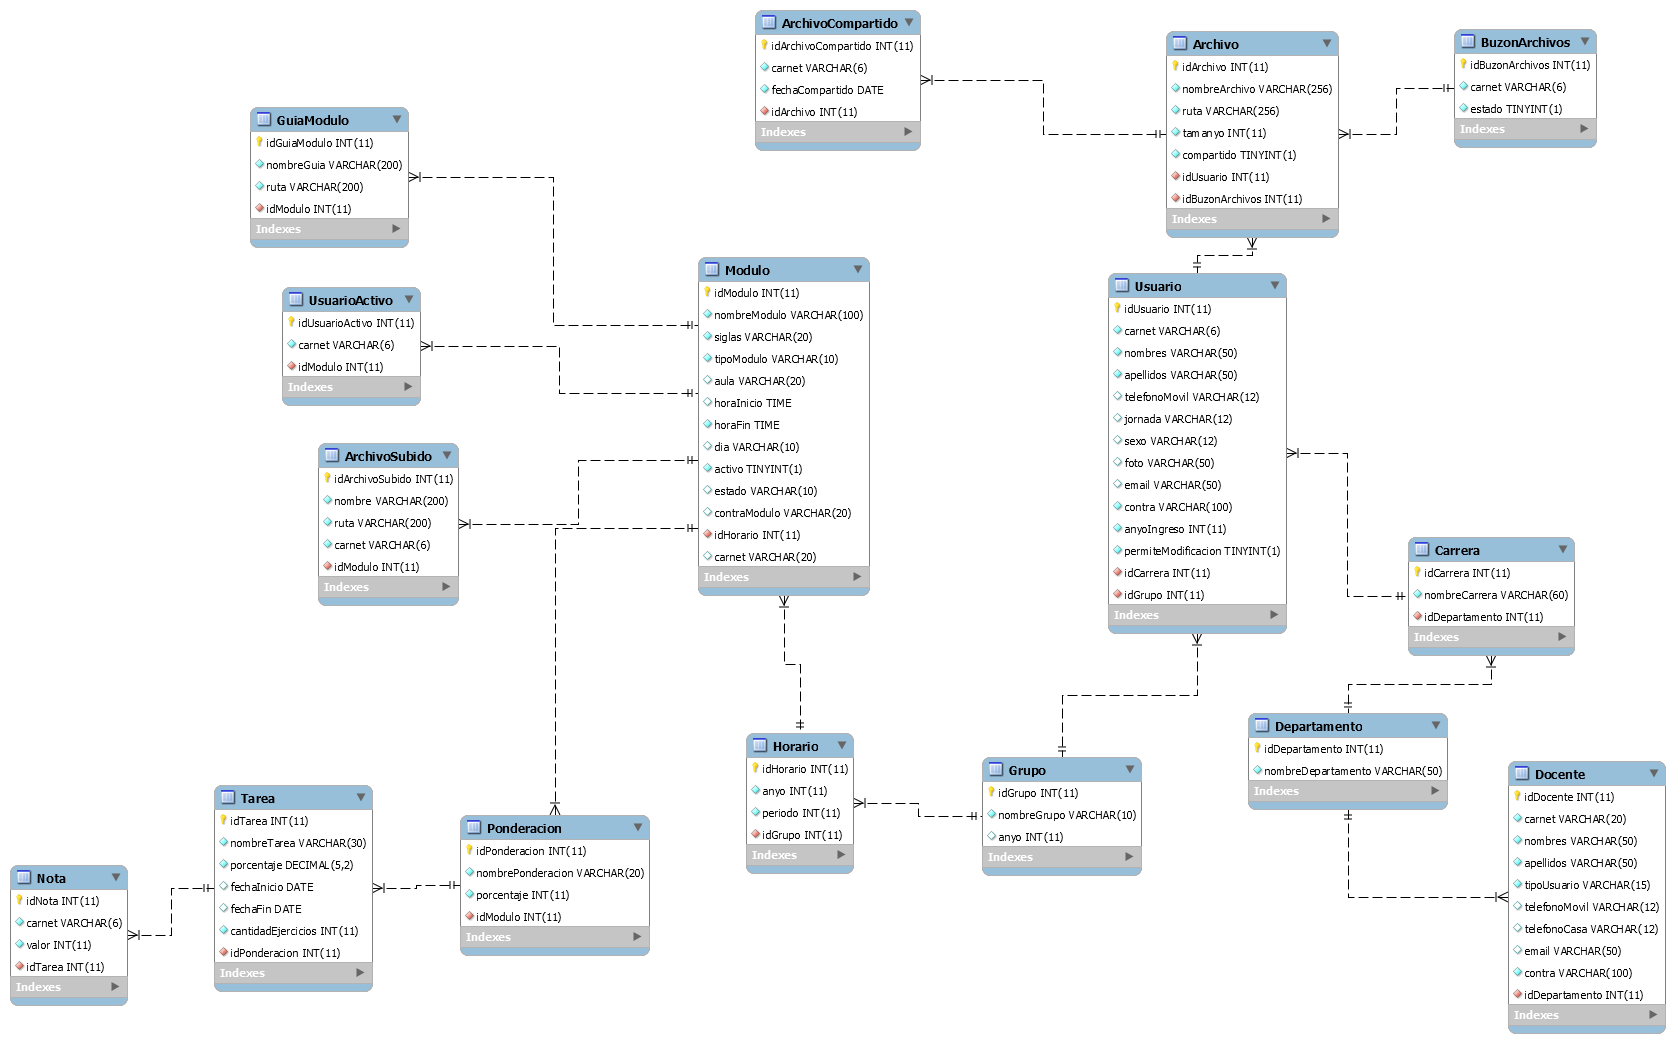 ArchivoCompartido
idArchivoCompartido INT(11)
carnet VARCHAR(6)
fechaCompartido DATE
idArchivo INT(11)
Indexes
Archivo
idArchivo INT(11)
nombreArchivo VARCHAR(256)
ruta VARCHAR(256)
tamanyo INT(11)
compartido TINYINT(1)
idUsuario INT(11)
idBuzonArchivos INT(11)
Indexes
BuzonArchivos
idBuzonArchivos INT(11)
carnet VARCHAR(6)
estado TINYINT(1)
Indexes
GuiaModulo
idGuiaModulo INT(11)
nombreGuia VARCHAR(200)
ruta VARCHAR(200)
idModulo INT(11)
Indexes
UsuarioActivo
idUsuarioActivo INT(11)
carnet VARCHAR(6)
idModulo INT(11)
Indexes
ArchivoSubido
idArchivoSubido INT(11)
nombre VARCHAR(200)
ruta VARCHAR(200)
carnet VARCHAR(6)
idModulo INT(11)
Indexes
Modulo
idModulo INT(11)
nombreModulo VARCHAR(100)
siglas VARCHAR(20)
tipoModulo VARCHAR(10)
aula VARCHAR(20)
horaInicio TIME
horaFin TIME
dia VARCHAR(10)
activo TINYINT(1)
estado VARCHAR(10)
contraModulo VARCHAR(20)
idHorario INT(11)
carnet VARCHAR(20)
Indexes
Usuario
idUsuario INT(11)
carnet VARCHAR(6)
nombres VARCHAR(50)
apellidos VARCHAR(50)
telefonoMovil VARCHAR(12)
jornada VARCHAR(12)
sexo VARCHAR(12)
foto VARCHAR(50)
email VARCHAR(50)
contra VARCHAR(100)
anyoIngreso INT(11)
permiteModificacion TINYINT(1)
idCarrera INT(11)
idGrupo INT(11)
Indexes
Carrera
idCarrera INT(11)
nombreCarrera VARCHAR(60)
idDepartamento INT(11)
Indexes
Departamento
idDepartamento INT(11)
nombreDepartamento VARCHAR(50)
Indexes
Docente
idDocente INT(11)
carnet VARCHAR(20)
nombres VARCHAR(50)
apellidos VARCHAR(50)
tipoUsuario VARCHAR(15)
telefonoMovil VARCHAR(12)
telefonoCasa VARCHAR(12)
email VARCHAR(50)
contra VARCHAR(100)
idDepartamento INT(11)
Indexes
Horario
idHorario INT(11)
anyo INT(11)
periodo INT(11)
idGrupo INT(11)
Indexes
Grupo
idGrupo INT(11)
nombreGrupo VARCHAR(10)
anyo INT(11)
Indexes
Ponderacion
idPonderacion INT(11)
nombrePonderacion VARCHAR(20)
porcentaje INT(11)
idModulo INT(11)
Indexes
Tarea
idTarea INT(11)
nombreTarea VARCHAR(30)
porcentaje DECIMAL(5,2)
fechaInicio DATE
fechaFin DATE
cantidadEjercicios INT(11)
idPonderacion INT(11)
Indexes
Nota
idNota INT(11)
carnet VARCHAR(6)
valor INT(11)
idTarea INT(11)
Indexes